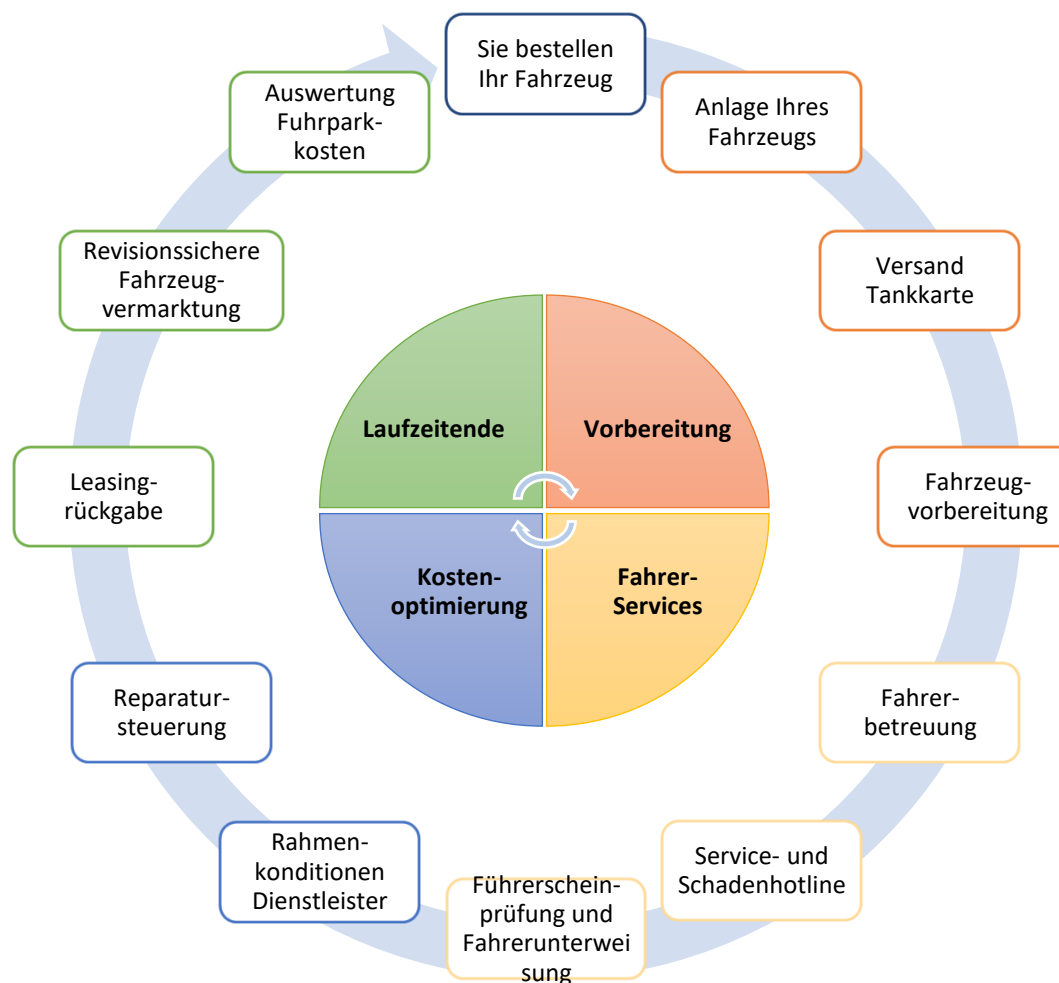 Sie bestellen
Ihr Fahrzeug
Anlage Ihres
Fahrzeugs
Versand
Tankkarte
Fahrzeug-
vorbereitung
Fahrer-
betreuung
Service- und
Schadenhotline
Führerschein-
prüfung und
Fahrerunterwei
sung
Rahmen-
konditionen
Dienstleister
Reparatur-
steuerung
Leasing-
rückgabe
Revisionssichere
Fahrzeug-
vermarktung
Auswertung
Fuhrpark-
kosten
Laufzeitende
Vorbereitung
Kosten-
optimierung
Fahrer-
Services